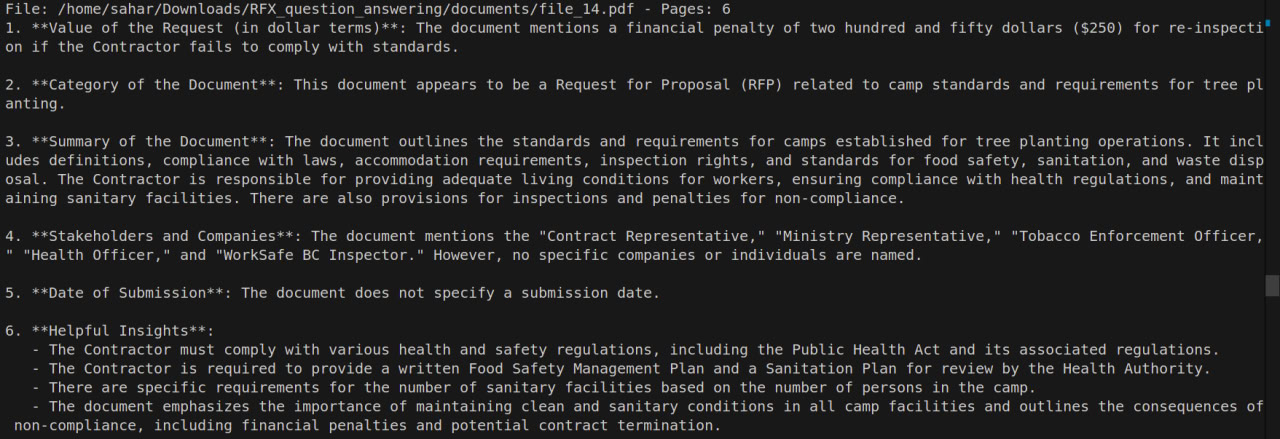 File: /home/sahar/Downloads/RFX_question_answering/documents/file_14.pdf - Pages: 6
1. **Value of the Request (in dollar terms)**: The document mentions a financial penalty of two hundred and fifty dollars ($250) for re-inspecti
on if the Contractor fails to comply with standards.
2. **Category of the Document**: This document appears to be a Request for Proposal (RFP) related to camp standards and requirements for tree pl
anting.
3. **Summary of the Document**: The document outlines the standards and requirements for camps established for tree planting operations. It incl
udes definitions, compliance with laws, accommodation requirements, inspection rights, and standards for food safety, sanitation, and waste disp
osal. The Contractor is responsible for providing adequate living conditions for workers, ensuring compliance with health regulations, and maint
aining sanitary facilities. There are also provisions for inspections and penalties for non-compliance.
4. **Stakeholders and Companies**: The document mentions the "Contract Representative," "Ministry Representative," "Tobacco Enforcement Officer,
" "Health Officer," and "WorkSafe BC Inspector." However, no specific companies or individuals are named.
5. **Date of Submission**: The document does not specify a submission date.
6. **Helpful Insights**:
- The Contractor must comply with various health and safety regulations, including the Public Health Act and its associated regulations.
- The Contractor is required to provide a written Food Safety Management Plan and a Sanitation Plan for review by the Health Authority.
- There are specific requirements for the number of sanitary facilities based on the number of persons in the camp.
- The document emphasizes the importance of maintaining clean and sanitary conditions in all camp facilities and outlines the consequences of
non-compliance, including financial penalties and potential contract termination.